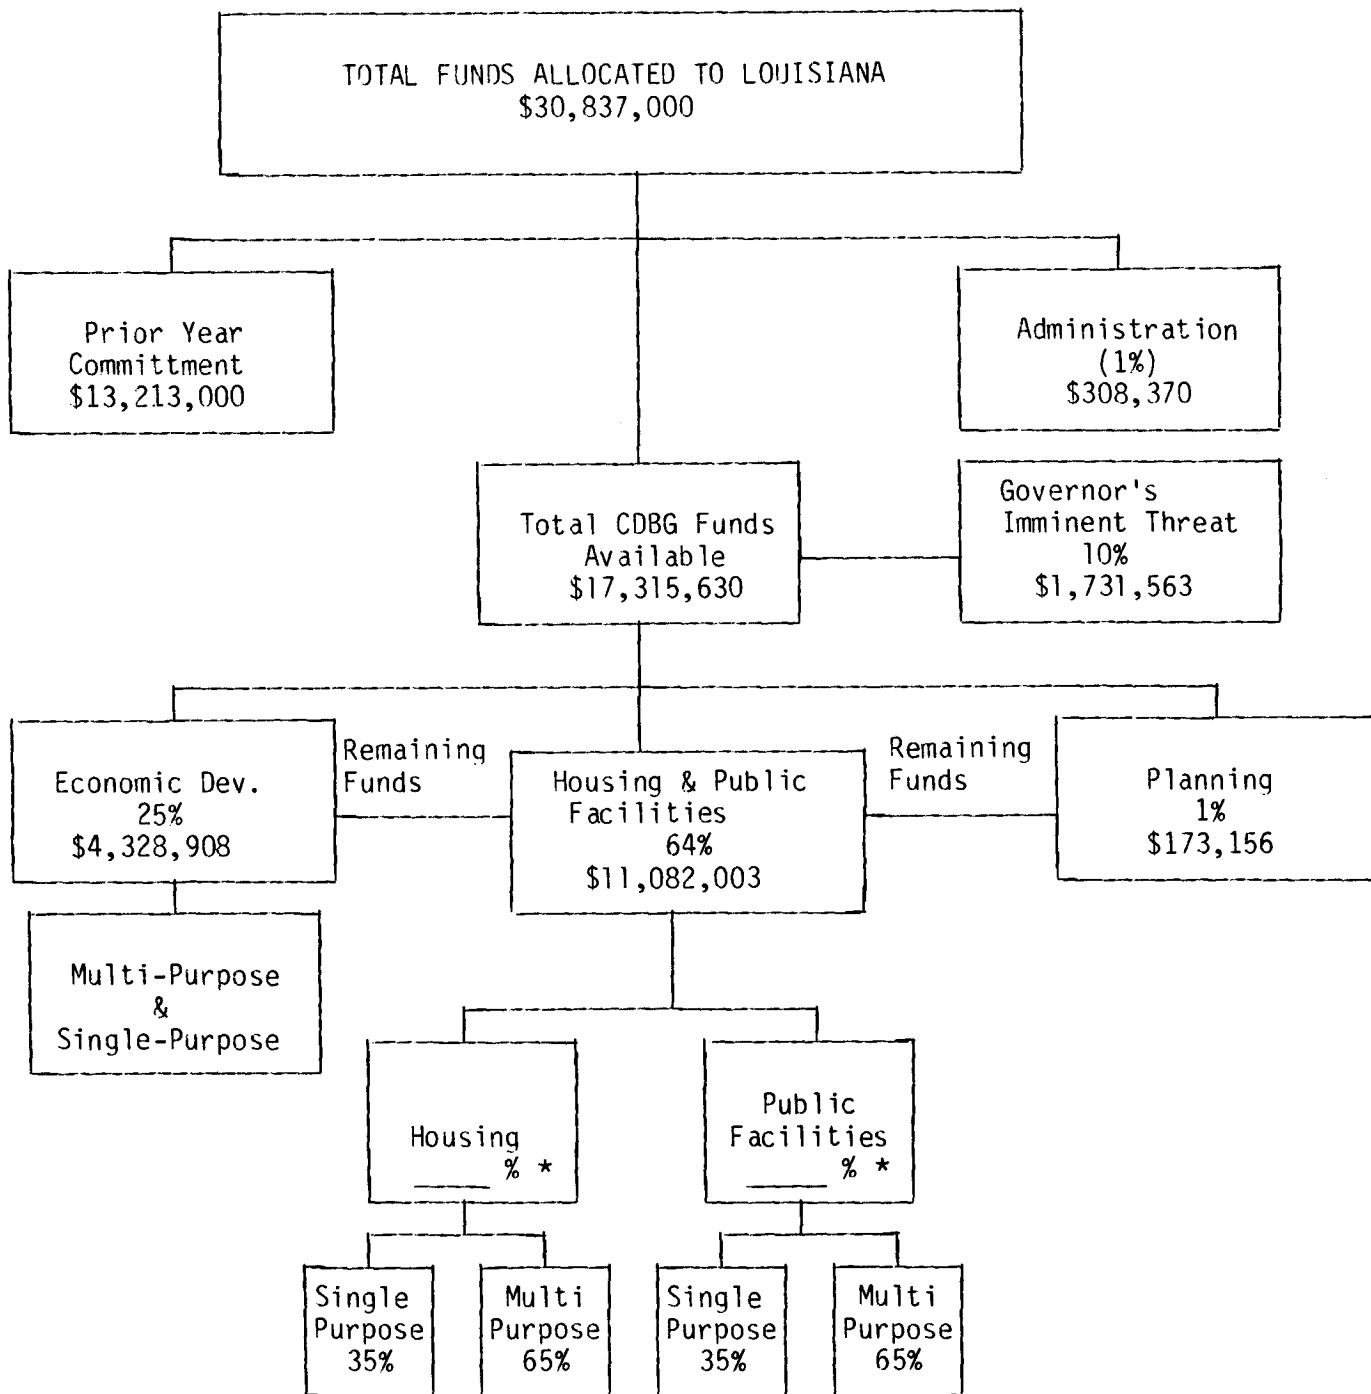 TOTAL FUNDS ALLOCATED TO LOUISIANA
$30,837,000
Prior Year
Committment
$13,213,000
Administration
(1%)
$308,370
Total CDBG Funds
Available
$17,315,630
Governor's
Imminent Threat
10%
$1,731,563
Economic Dev.
25%
$4,328,908
Remaining
Funds
Housing & Public
Facilities
64%
$11,082,003
Remaining
Funds
Planning
1%
$173,156
Multi-Purpose
&
Single-Purpose
Housing
____ % *
Public
Facilities
____ % *
Single
Purpose
35%
Multi
Purpose
65%
Single
Purpose
35%
Multi
Purpose
65%